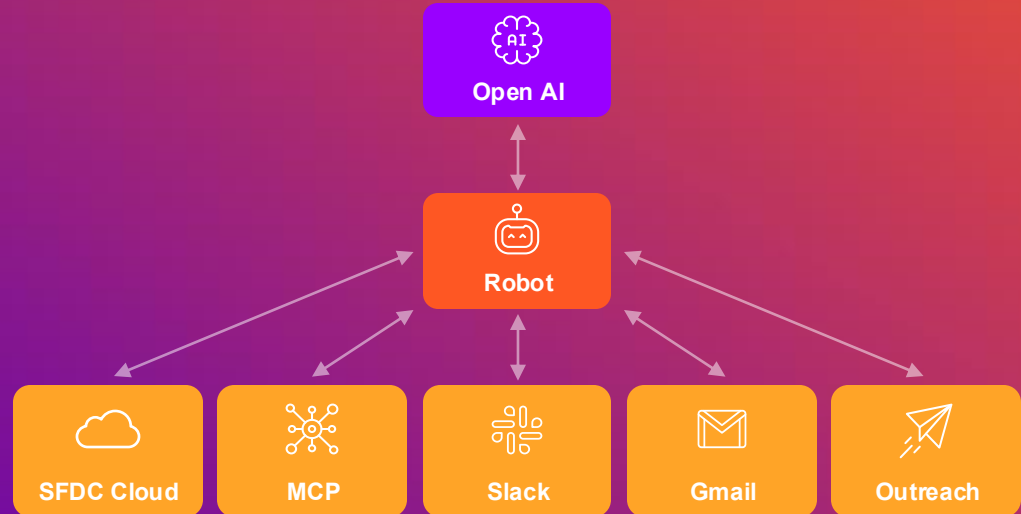 AI
Open AI
Robot
SFDC Cloud
MCP
Slack
Gmail
Outreach